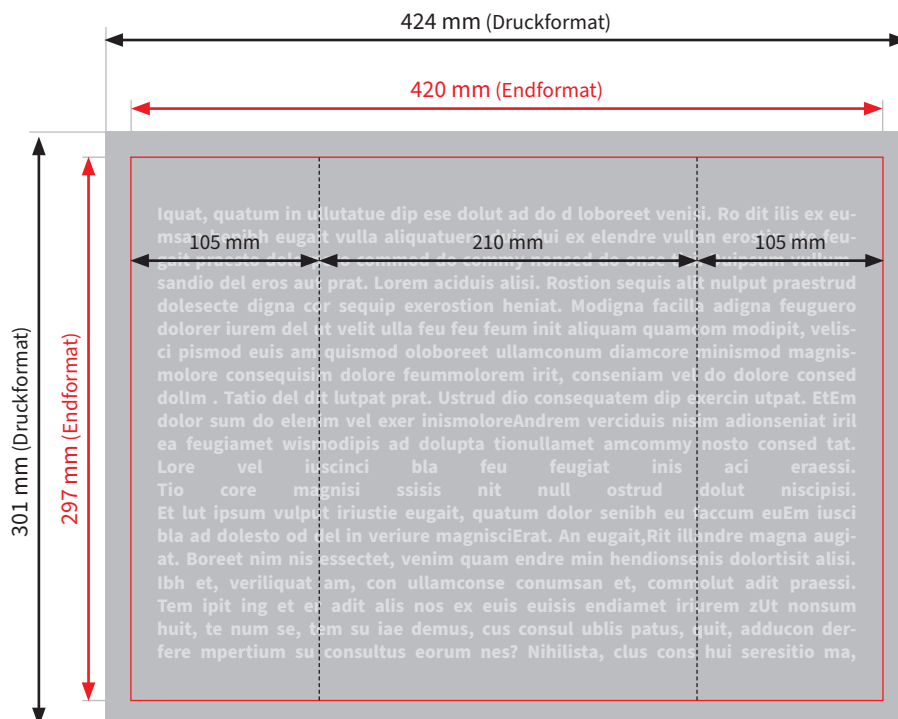 424 mm (Druckformat)
420 mm (Endformat)
Iquat, quatum in ullutatue dip ese dolut ad do d loboreet venisi. Ro dit ilis ex eu-
eugait vulla aliquatuer dui ex elendre vullan feu-
105 mm 210 mm 105 mm
sandio del eros aut prat. Lorem aciduis alisi. Rostion sequis alit nulput praestrud
dolesecte digna cor sequip exerostion heniat. Modigna facilla adigna feuguero
dolorer iurem del ut velit ulla feu feu feum init aliquam quamcom modipit, velis-
ci pismod euis am quismod oloboreet ulamconum diamcore minismod magnis-
molore consequisim dolore feummolorem irit, conseniam vel do dolore consed
dolIm . Tatio del dit lutpat prat. Ustrud dio consequatem dip exercin utpat. EtEm
dolor sum do elenim vel exer inismoloreAndrem verciduis nisim adionseniat iril
ea feugiamet wismodipis ad dolupta tionullamet amcommy nosto consed tat.
Lore vel iuscinci bla feu feugiat inis aci eraessi.
Tio core magnisi ssisis nit null ostrud dolut niscipisi.
Et lut ipsum vulput iriustie eugait, quatum dolor senibh eu faccum euEm iusci
bla ad dolesto od del in veriure magnisciErat. An eugait,Rit illandre magna augi-
at. Boreet nim nis essectet, venim quam endre min hendionsenis dolortisit alisi.
Ibh et, veriliquat am, con ullamconse conumsan et, commolut adit praessi.
Tem ipit ing et er adit alis nos ex euis euisis endiamet iriurem zUt nonsum
huit, te num se, tem su iae demus, cus consul ublis patus, quit, adducon der-
fere mpertium su consultus eorum nes? Nihilista, clus cons hui seresitio ma,
301 mm (Druckformat)
297 mm (Endformat)